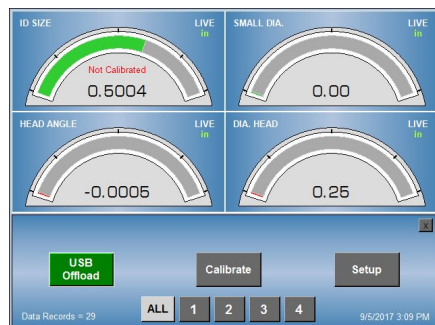 ID SIZE
LIVE
in
Not Calibrated
0.5004
SMALL DIA.
LIVE
in
0.00
HEAD ANGLE
LIVE
in
-0.0005
DIA. HEAD
LIVE
in
0.25
X
USB
Offload
Calibrate
Setup
ALL 1 2 3 4
Data Records = 29
9/5/2017 3:09 PM